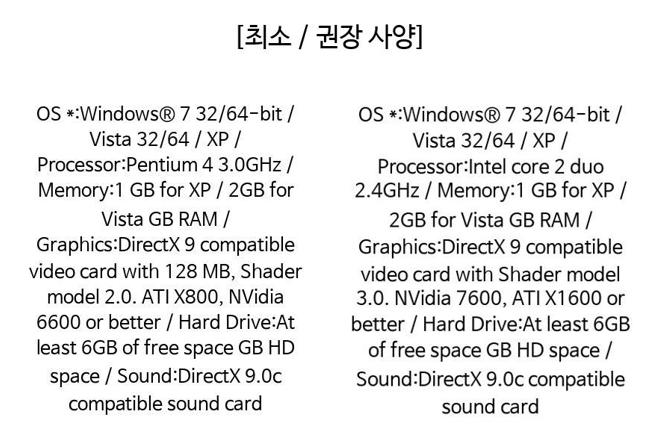 [최소 / 권장 사양]
OS *:Windows® 7 32/64-bit /
Vista 32/64 / XP /
Processor:Pentium 4 3.0GHz /
Memory:1 GB for XP / 2GB for
Vista GB RAM /
Graphics:DirectX 9 compatible
video card with 128 MB, Shader
model 2.0. ATI X800, NVidia
6600 or better / Hard Drive:At
least 6GB of free space GB HD
space / Sound:DirectX 9.0c
compatible sound card
OS *:Windows® 7 32/64-bit /
Vista 32/64 / XP /
Processor:Intel core 2 duo
2.4GHz / Memory:1 GB for XP /
2GB for Vista GB RAM /
Graphics:DirectX 9 compatible
video card with Shader model
3.0. NVidia 7600, ATI X1600 or
better / Hard Drive:At least 6GB
of free space GB HD space /
Sound:DirectX 9.0c compatible
sound card